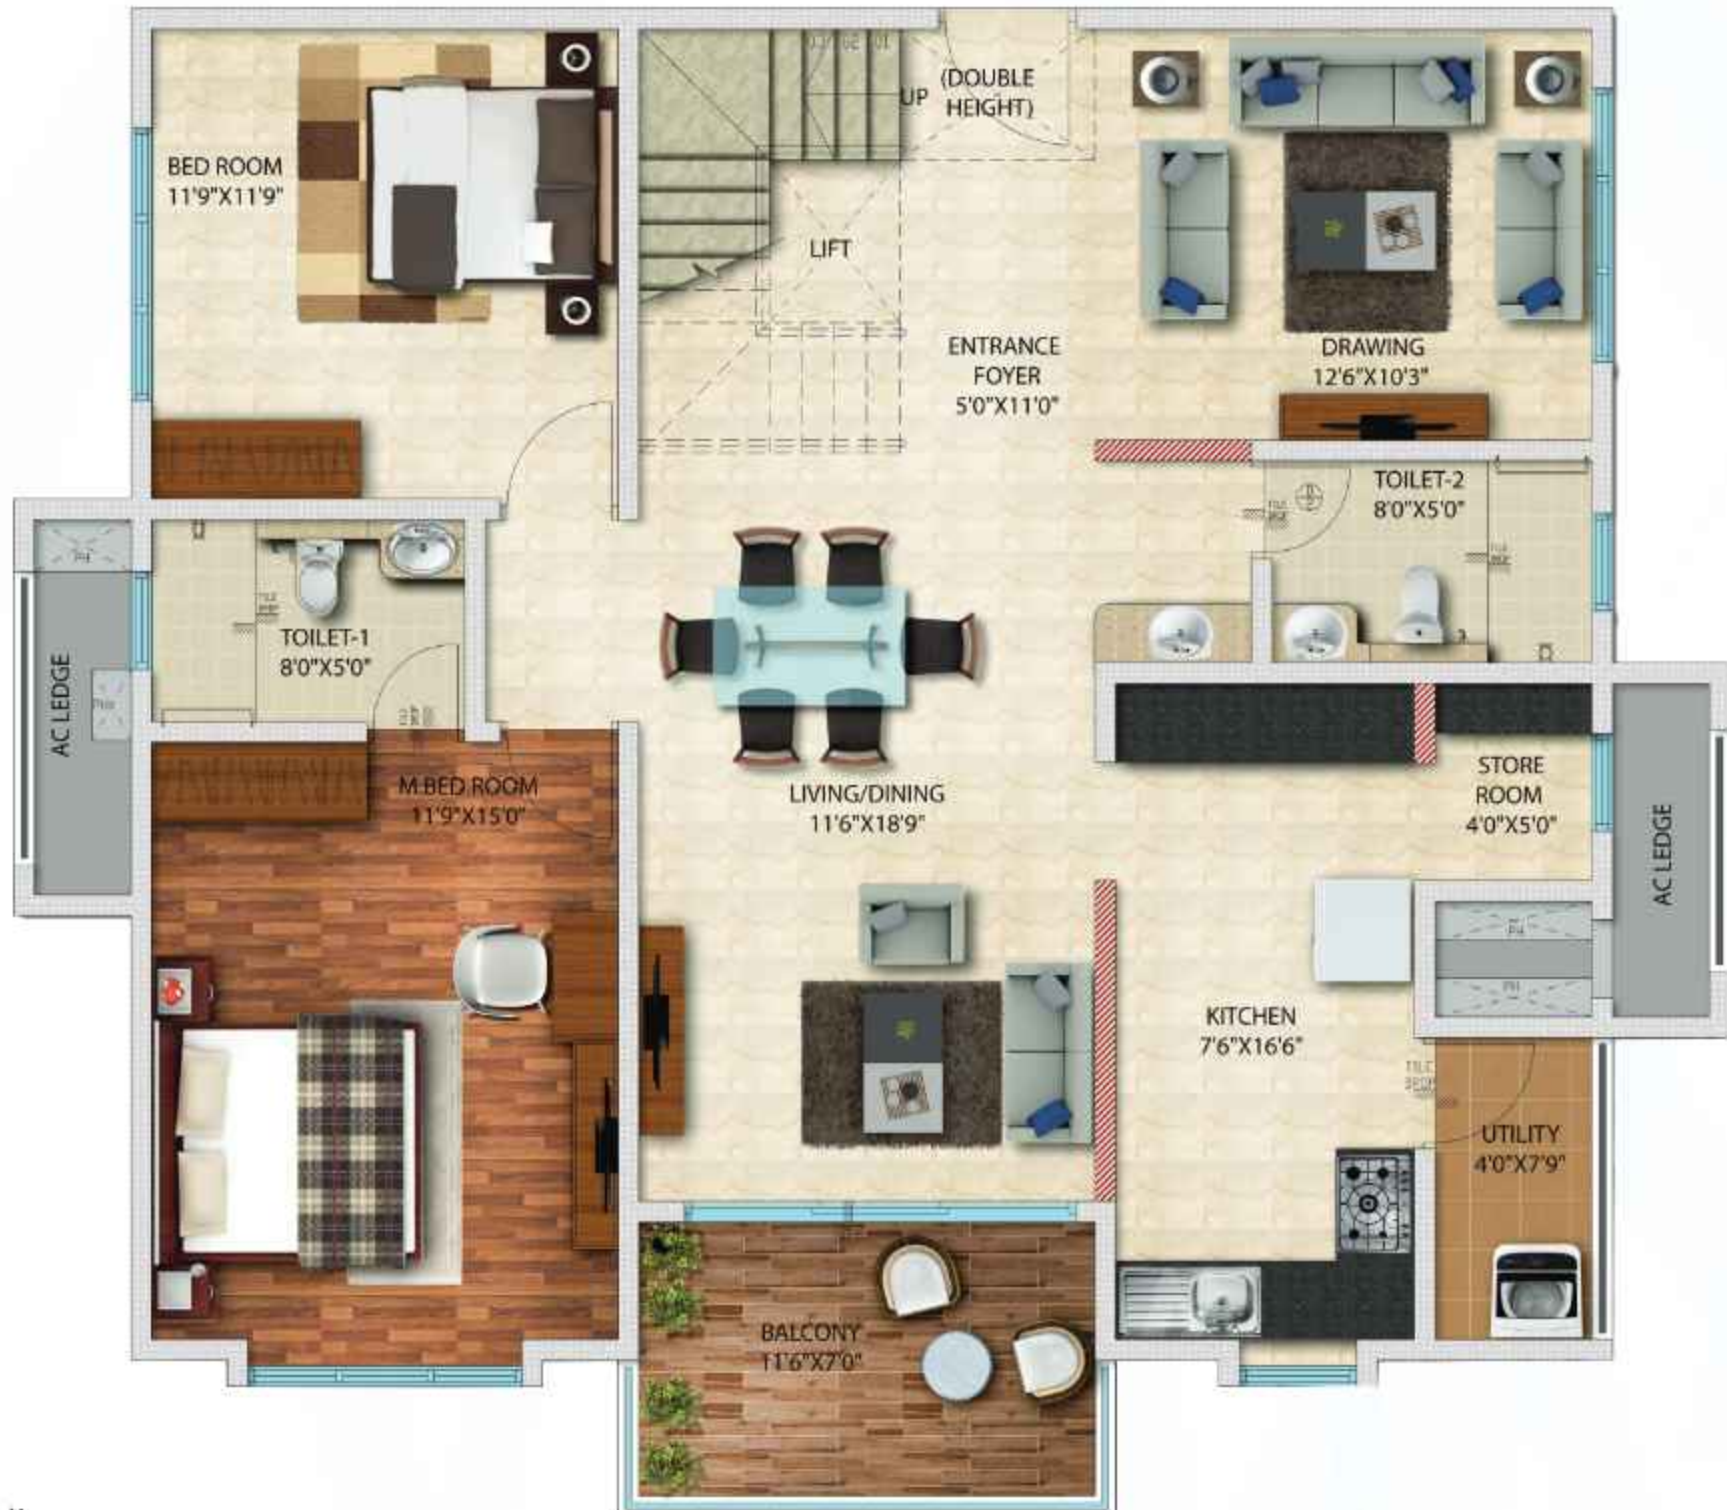 (DOUBLE
HEIGHT)
UP
BED ROOM
11'9"X11'9"
LIFT
ENTRANCE
FOYER
5'0"X11'0"
DRAWING
12'6"X10'3"
TOILET-2
8'0"X5'0"
TOILET-1
8'0"X5'0"
AC LEDGE
M.BED ROOM
11'9"X15'0"
LIVING/DINING
11'6"X18'9"
STORE
ROOM
4'0"X5'0"
AC LEDGE
KITCHEN
7'6"X16'6"
UTILITY
4'0"X7'9"
BALCONY
11'6"X7'0"